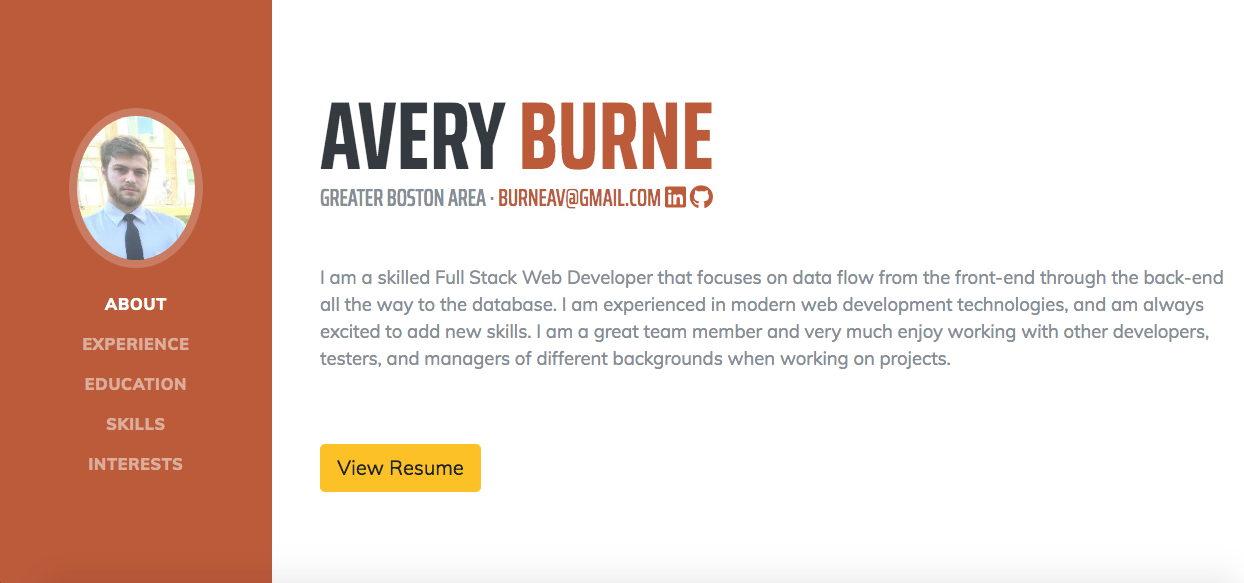 ABOUT
EXPERIENCE
EDUCATION
SKILLS
INTERESTS
AVERY BURNE
GREATER BOSTON AREA · BURNEAV@GMAIL.COM in
I am a skilled Full Stack Web Developer that focuses on data flow from the front-end through the back-end
all the way to the database. I am experienced in modern web development technologies, and am always
excited to add new skills. I am a great team member and very much enjoy working with other developers,
testers, and managers of different backgrounds when working on projects.
View Resume